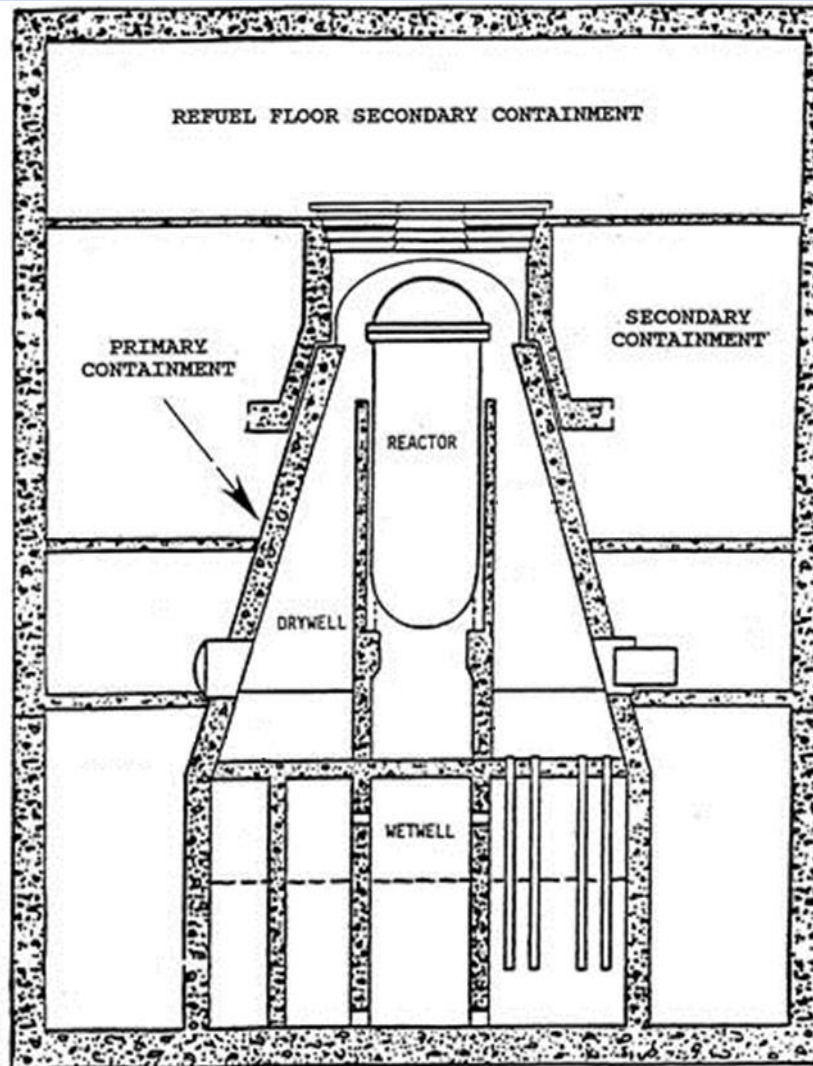 REFUEL FLOOR SECONDARY CONTAINMENT
PRIMARY
CONTAINMENT
SECONDARY
CONTAINMENT
REACTOR
DRYWELL
WETWELL